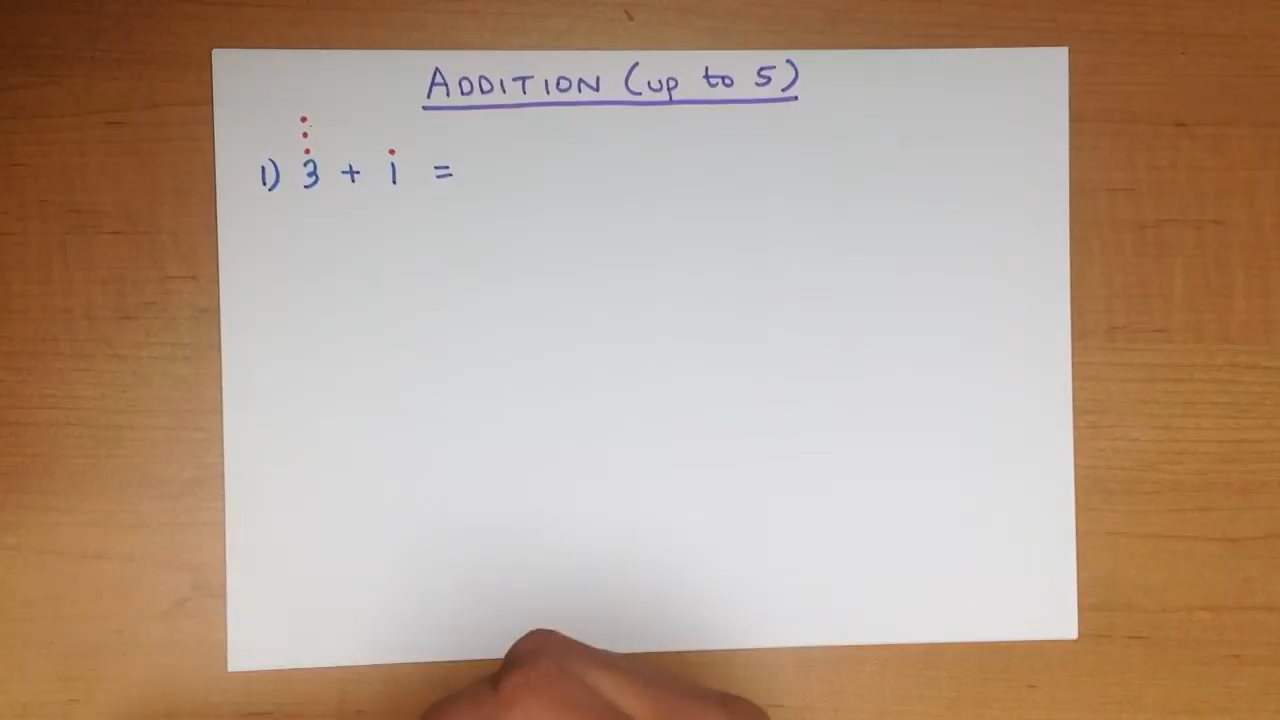 ADDITION (up to 5)
1) 3 + 1 =